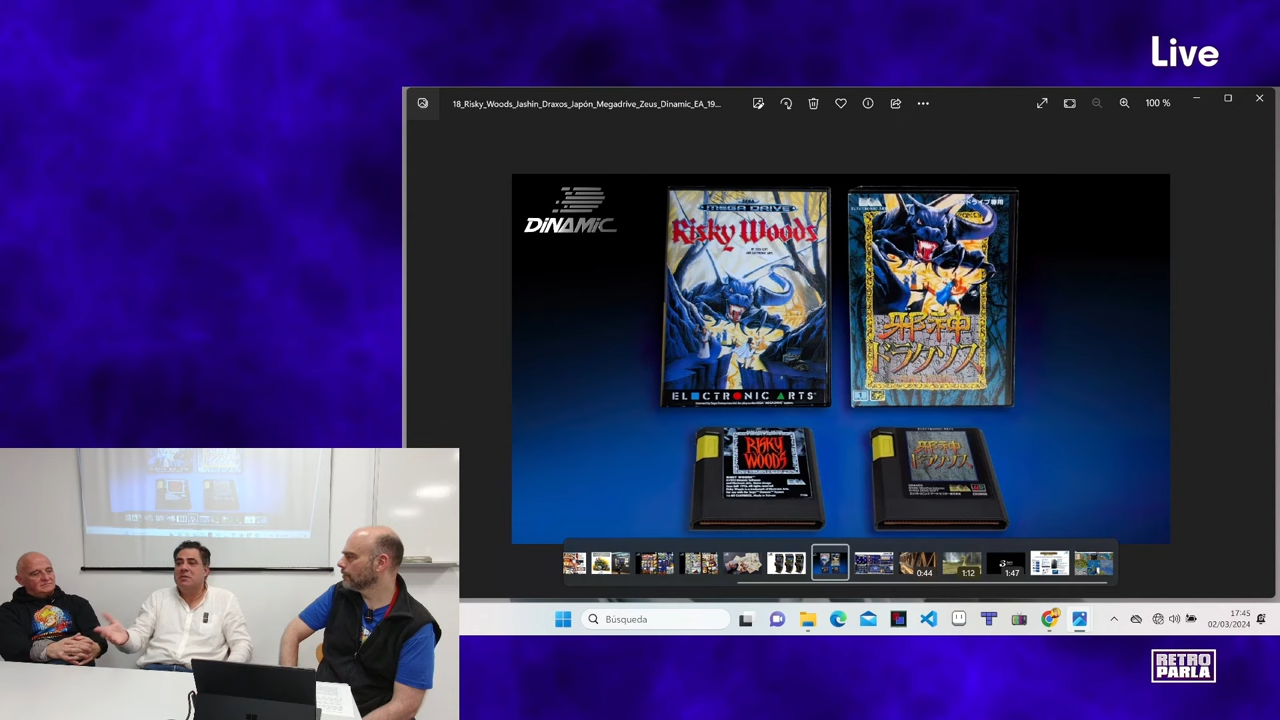 Live
18_Risky_Woods_Jashin_Draxos_Japón_Megadrive_Zeus_Dinamic_EA_19...
100 %
DiNAMiC
MEGA DRIVE
Risky Woods
ELECTRONIC ARTS
邪神
ドラクソス
RISKY
WOODS
邪神
ドラクソス
0:44
1:12
1:47
Búsqueda
17:45
02/03/2024
RETRO
PARLA